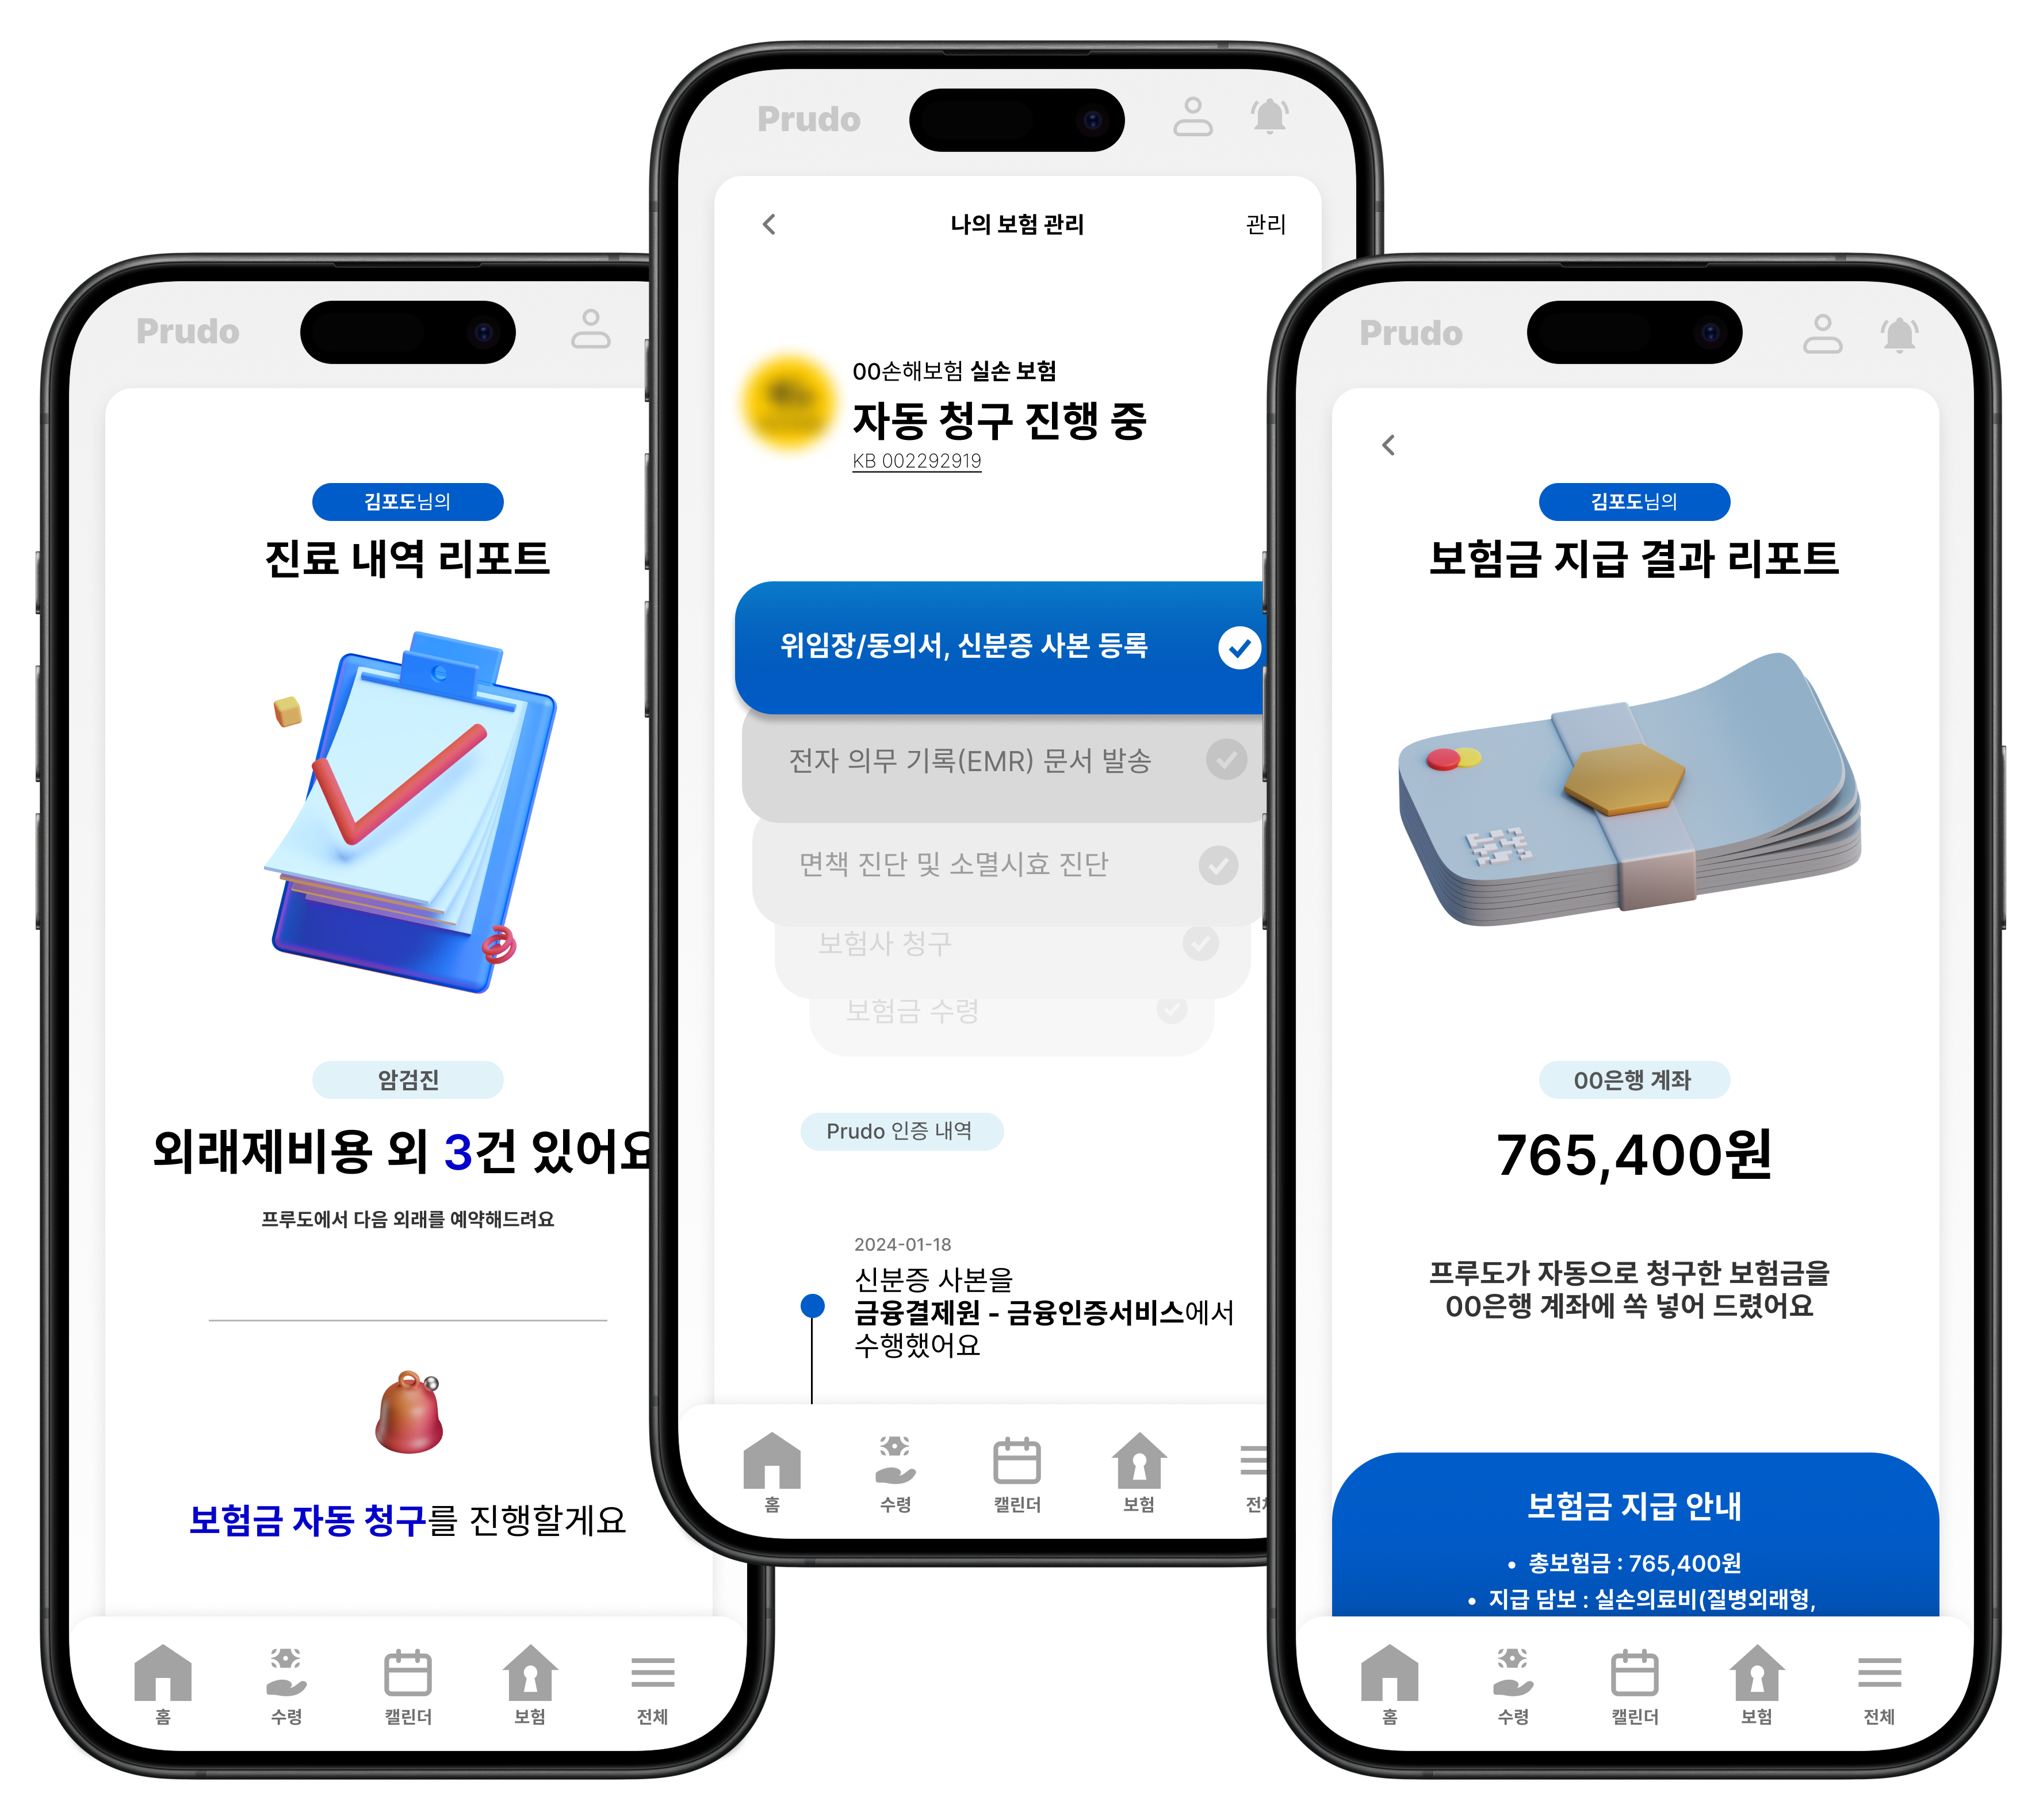 Prudo
김포도님의
진료 내역 리포트
암검진
외래제비용 외 3건 있어요
프루도에서 다음 외래를 예약해드려요
보험금 자동 청구를 진행할게요
홈
수령
캘린더
보험
전체
Prudo
나의 보험 관리
관리
00손해보험 실손 보험
자동 청구 진행 중
KB 002292919
위임장/동의서, 신분증 사본 등록
전자 의무 기록(EMR) 문서 발송
면책 진단 및 소멸시효 진단
보험사 청구
보험금 수령
Prudo 인증 내역
2024-01-18
신분증 사본을
금융결제원 - 금융인증서비스에서
수행했어요
홈
수령
캘린더
보험
전체
Prudo
김포도님의
보험금 지급 결과 리포트
00은행 계좌
765,400원
프루도가 자동으로 청구한 보험금을
00은행 계좌에 쏙 넣어 드렸어요
보험금 지급 안내
• 총보험금 : 765,400원
• 지급 담보 : 실손의료비(질병외래형,
홈
수령
캘린더
보험
전체